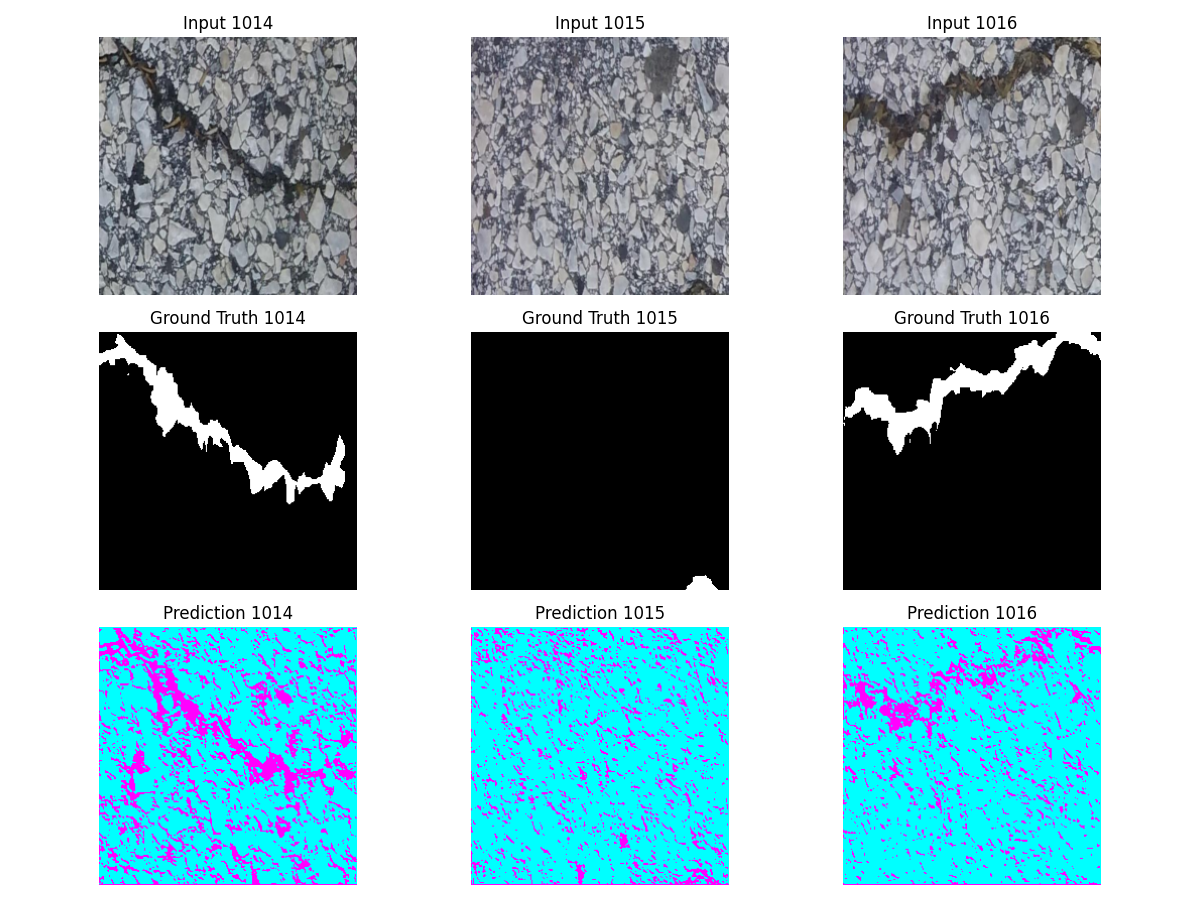 Input 1014
Input 1015
Input 1016
Ground Truth 1014
Ground Truth 1015
Ground Truth 1016
Prediction 1014
Prediction 1015
Prediction 1016